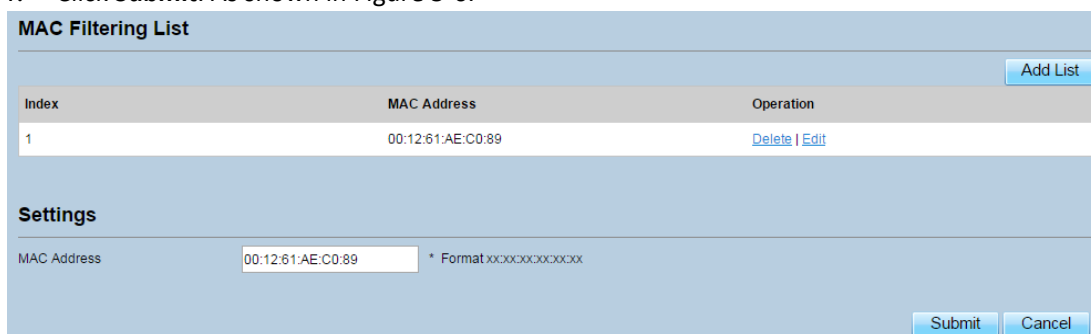 MAC Filtering List
Add List
Index MAC Address Operation
1 00:12:61:AE:C0:89 Delete | Edit
Settings
MAC Address 00:12:61:AE:C0:89 * Format xx:xx:xx:xx:xx:xx
Submit Cancel